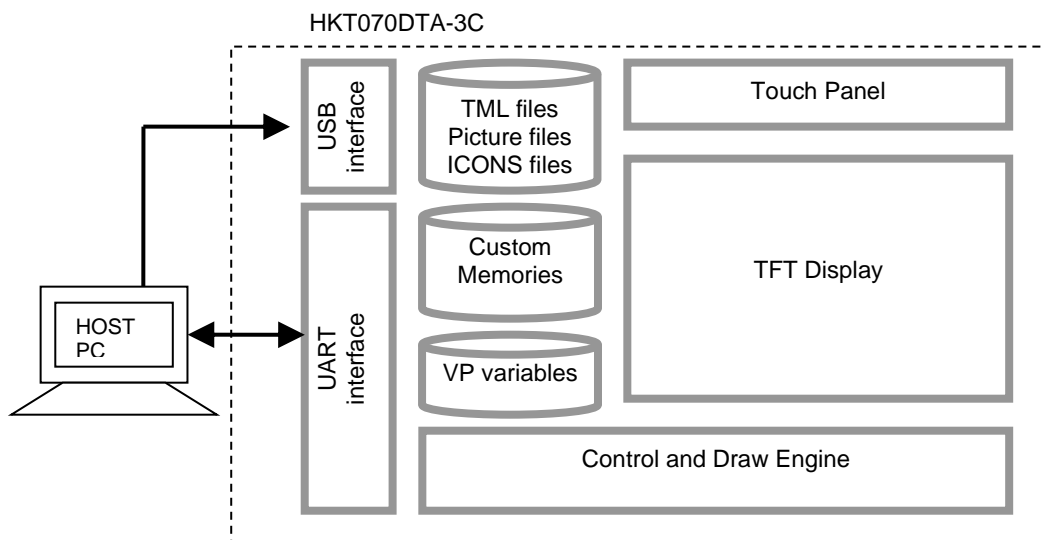 HKT070DTA-3C
USB
interface
TML files
Picture files
ICONS files
Touch Panel
Custom
Memories
TFT Display
HOST
PC
UART
interface
VP variables
Control and Draw Engine